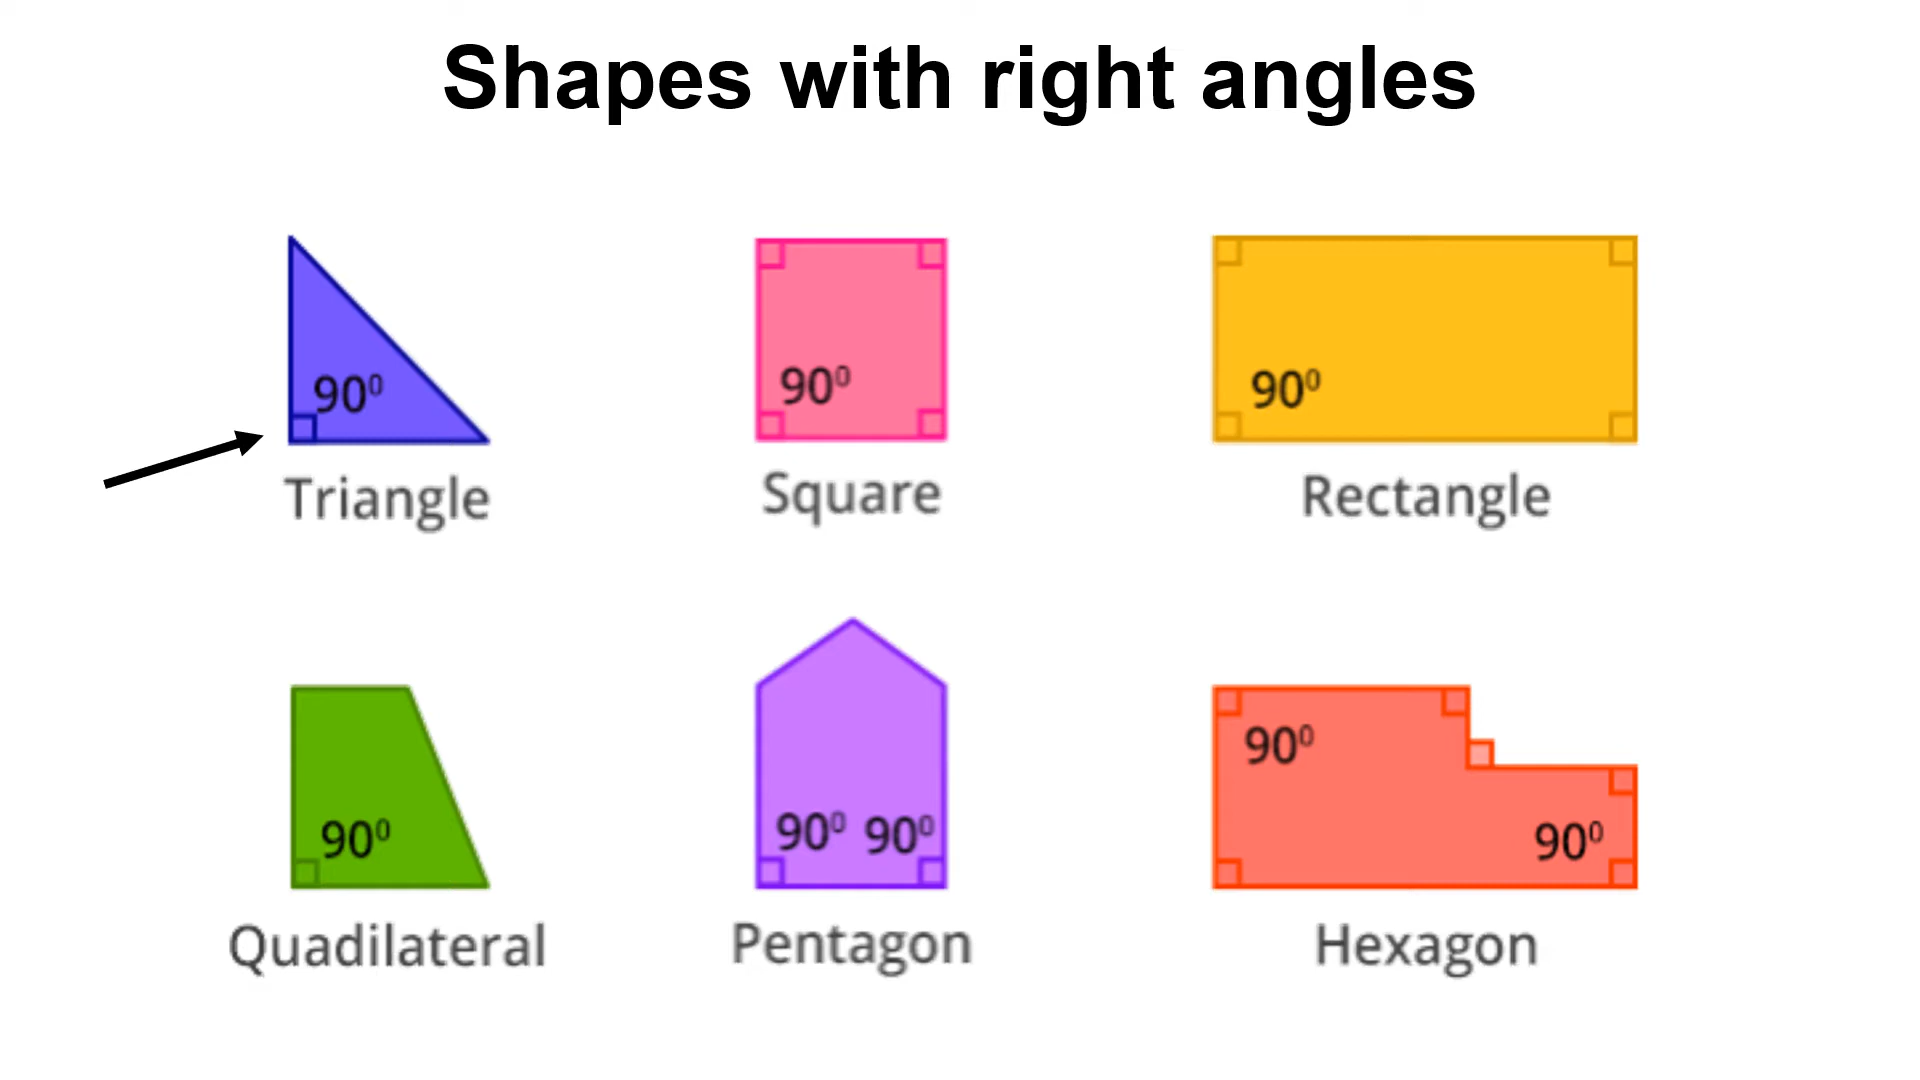 Shapes with right angles
90⁰
90⁰
90⁰
Triangle
Square
Rectangle
90⁰
90⁰ 90⁰
90⁰
90⁰
Quadilateral
Pentagon
Hexagon